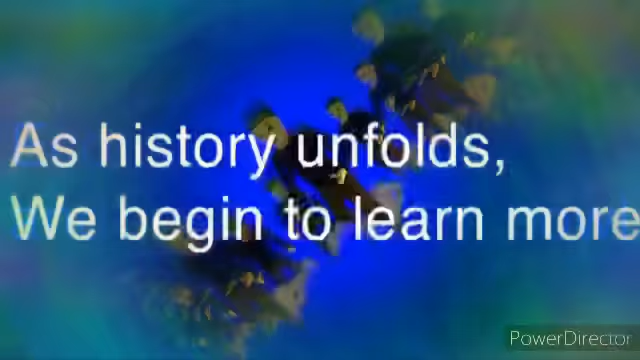 As history unfolds,
We begin to learn more
PowerDirector